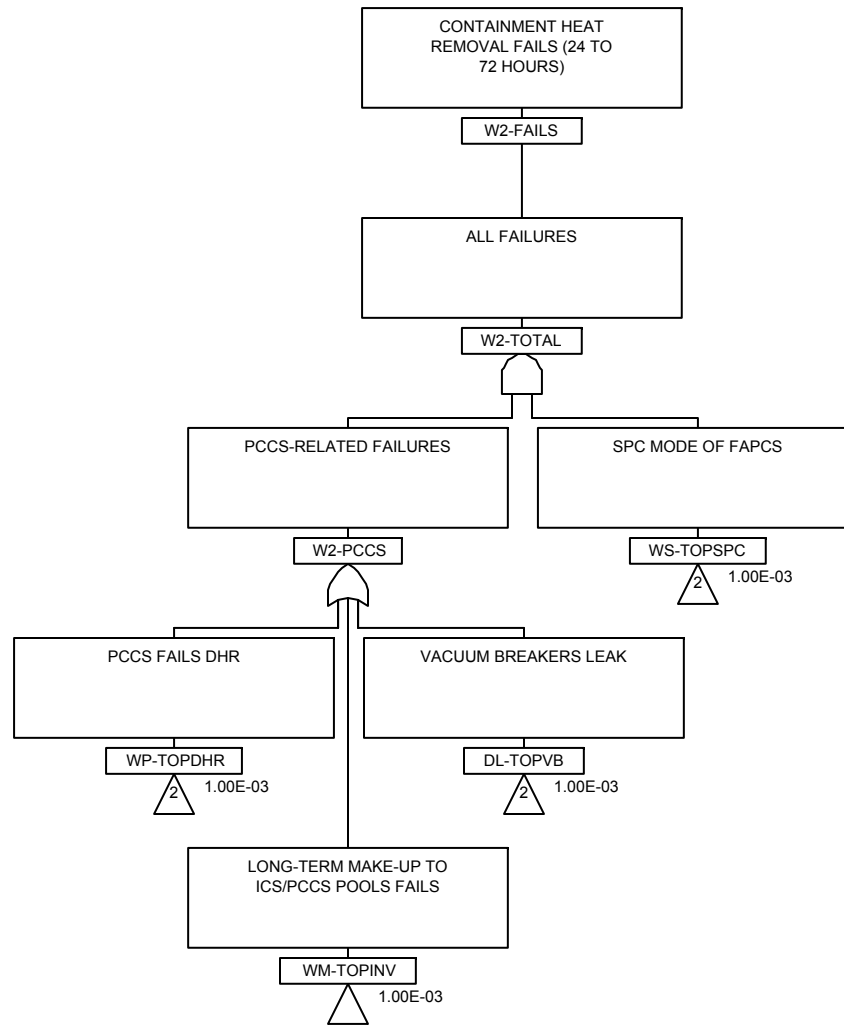 CONTAINMENT HEAT
REMOVAL FAILS (24 TO
72 HOURS)
W2-FAILS
ALL FAILURES
W2-TOTAL
PCCS-RELATED FAILURES
SPC MODE OF FAPCS
W2-PCCS
WS-TOPSPC
2
1.00E-03
PCCS FAILS DHR
VACUUM BREAKERS LEAK
WP-TOPDHR
2
1.00E-03
DL-TOPVB
2
1.00E-03
LONG-TERM MAKE-UP TO
ICS/PCCS POOLS FAILS
WM-TOPINV
1.00E-03